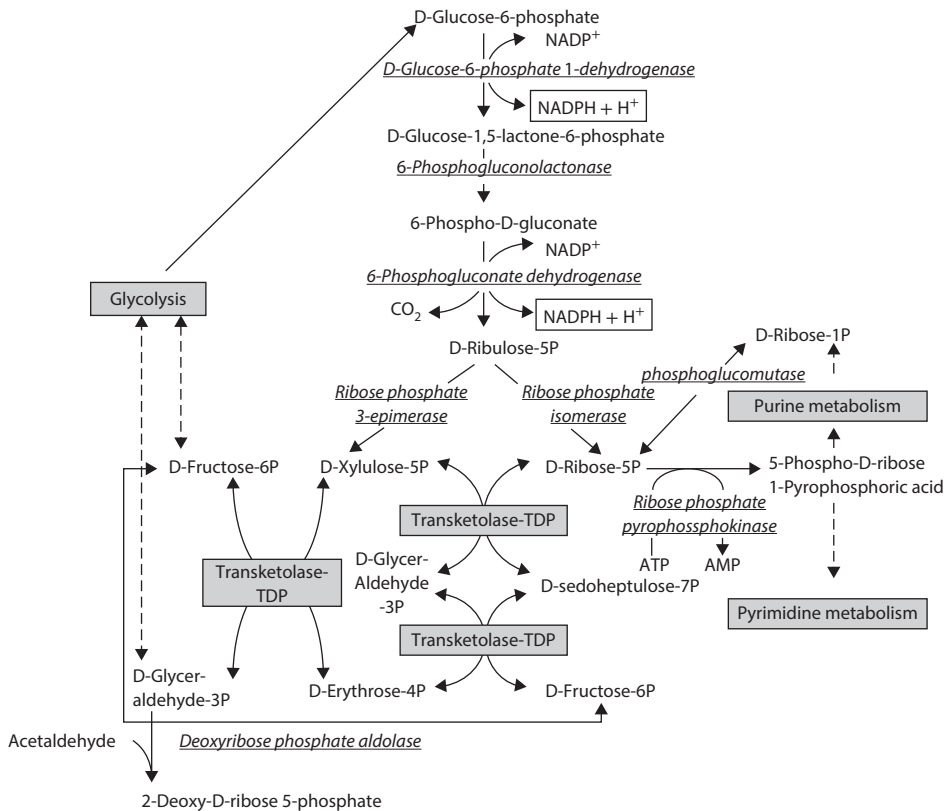 D-Glucose-6-phosphate
NADP+
D-Glucose-6-phosphate 1-dehydrogenase
NADPH + H+
D-Glucose-1,5-lactone-6-phosphate
6-Phosphogluconolactonase
6-Phospho-D-gluconate
NADP+
6-Phosphogluconate dehydrogenase
Glycolysis
CO2
NADPH + H+
D-Ribulose-5P
D-Ribose-1P
phosphoglucomutase
Ribose phosphate
3-epimerase
Ribose phosphate
isomerase
Purine metabolism
D-Fructose-6P
D-Xylulose-5P
D-Ribose-5P
5-Phospho-D-ribose
1-Pyrophosphoric acid
Ribose phosphate
pyrophossphokinase
ATP
AMP
Transketolase-TDP
Transketolase-
TDP
D-Glycer-
Aldehyde
-3P
D-sedoheptulose-7P
Pyrimidine metabolism
Transketolase-TDP
D-Glycer-
aldehyde-3P
D-Erythrose-4P
D-Fructose-6P
Acetaldehyde
Deoxyribose phosphate aldolase
2-Deoxy-D-ribose 5-phosphate